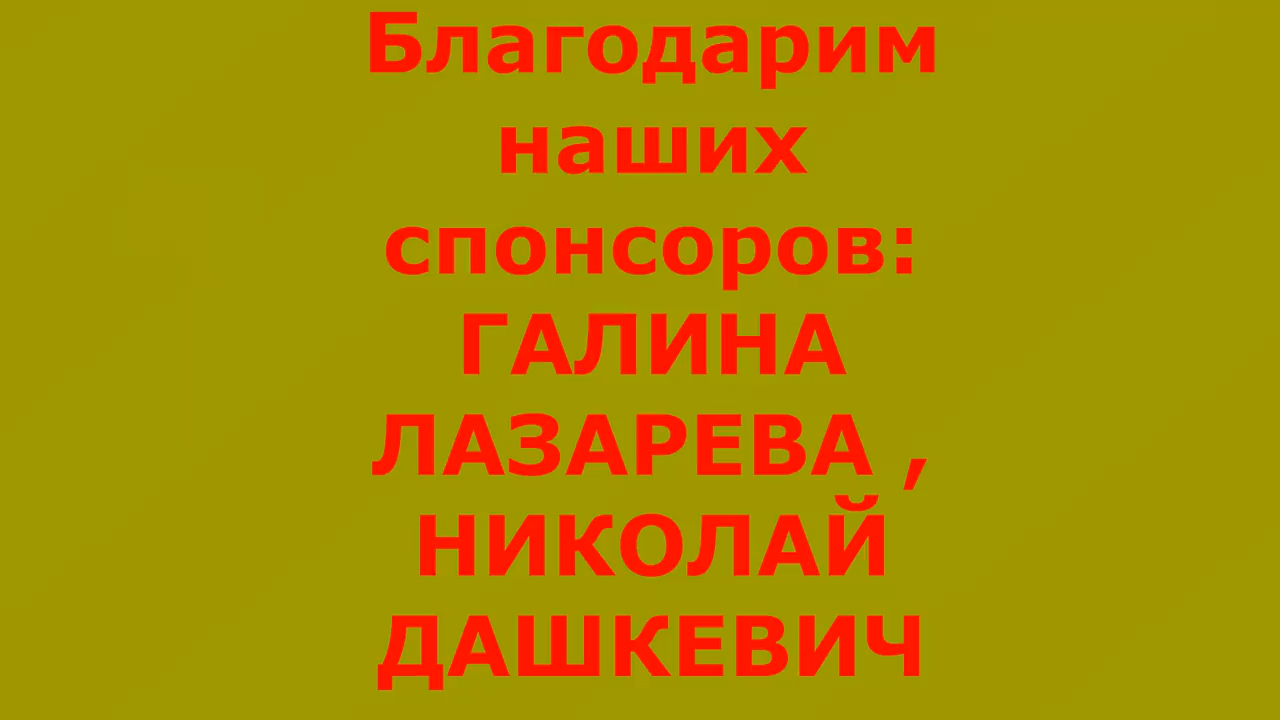 Благодарим
наших
спонсоров:
ГАЛИНА
ЛАЗАРЕВА ,
НИКОЛАЙ
ДАШКЕВИЧ